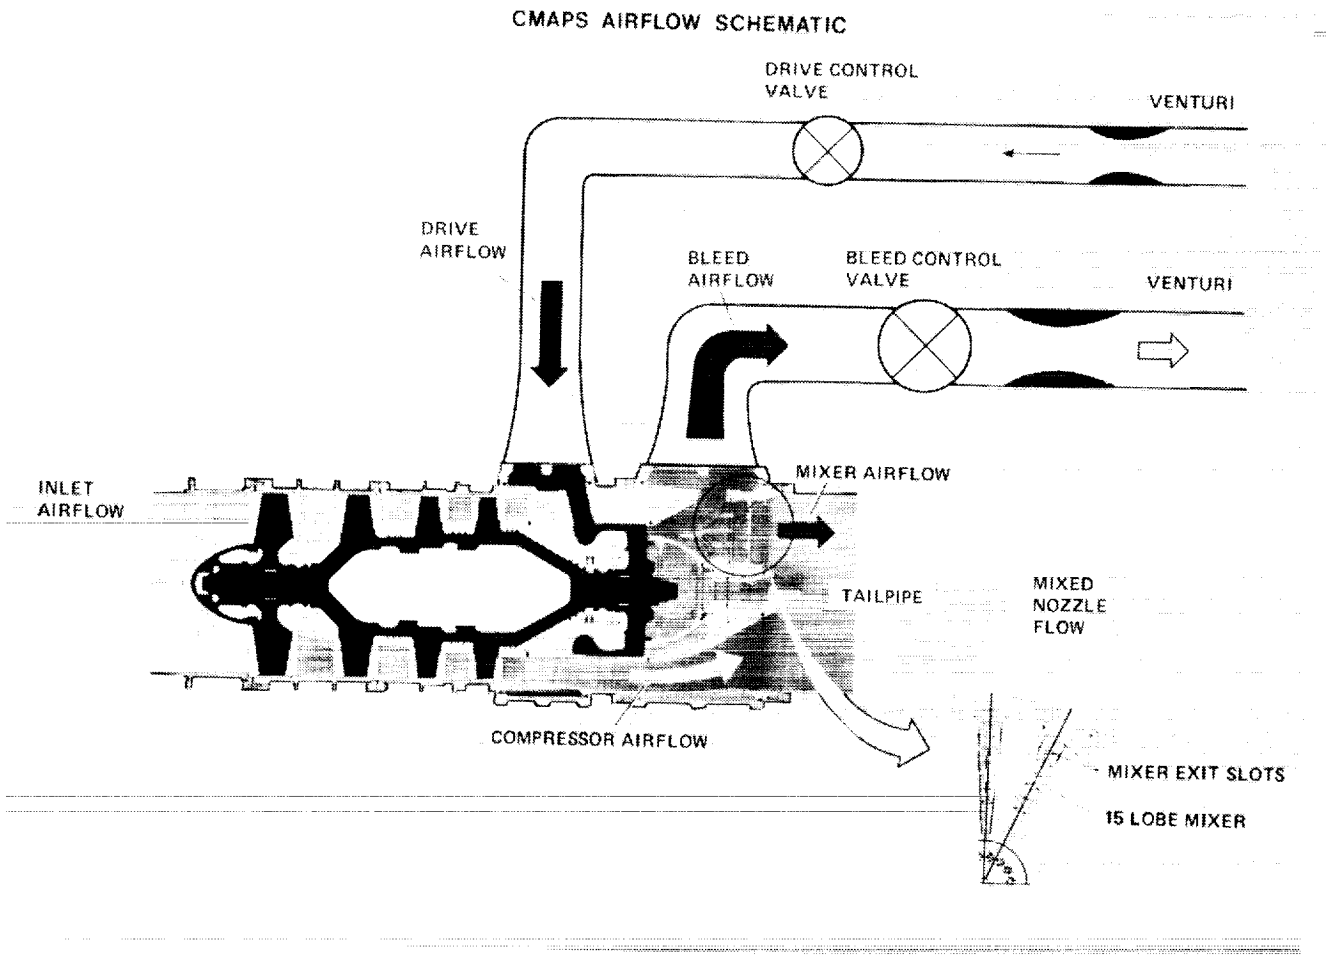 CMAPS AIRFLOW SCHEMATIC
DRIVE CONTROL
VALVE
VENTURI
DRIVE
AIRFLOW
BLEED
AIRFLOW
BLEED CONTROL
VALVE
VENTURI
INLET
AIRFLOW
MIXER AIRFLOW
TAILPIPE
MIXED
NOZZLE
FLOW
COMPRESSOR AIRFLOW
MIXER EXIT SLOTS
15 LOBE MIXER